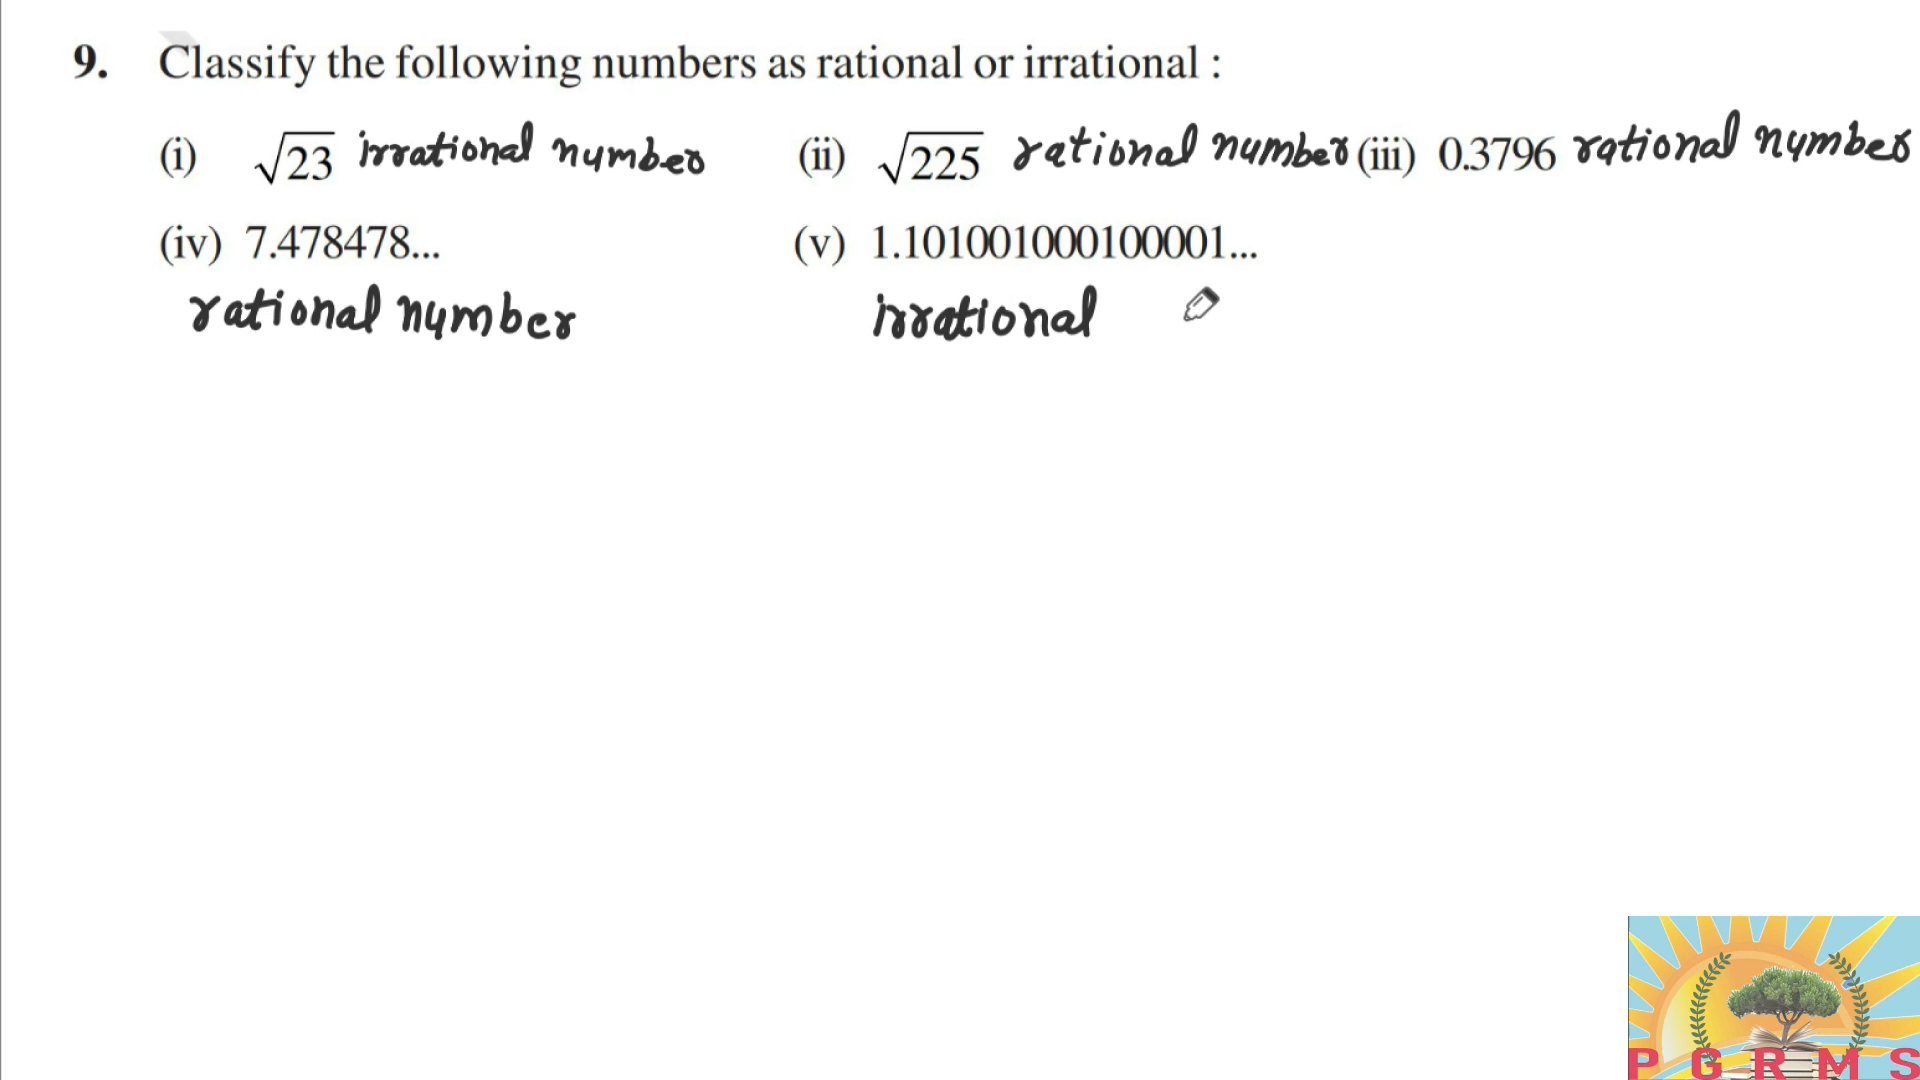 9. Classify the following numbers as rational or irrational :
(i) √23 irrational number (ii) √225 rational number (iii) 0.3796 rational number
(iv) 7.478478... (v) 1.101001000100001...
rational number irrational
P G R M S